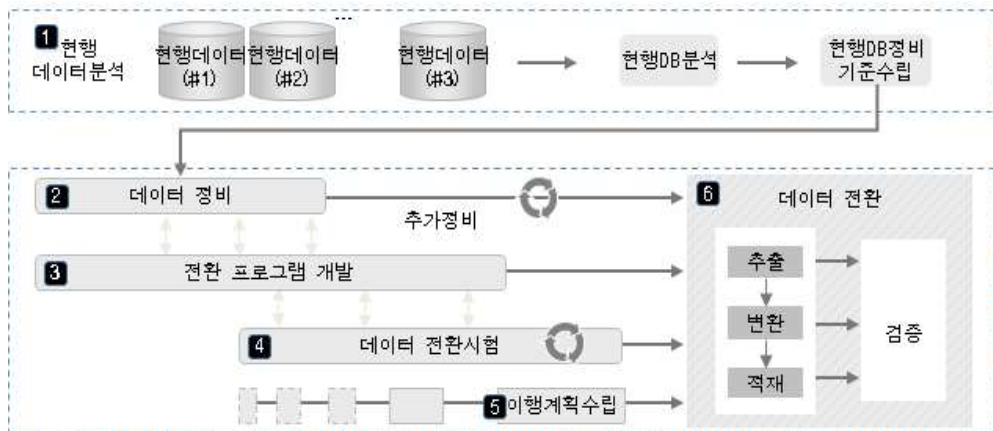 1 현행
데이터분석
현행데이터
(#1)
현행데이터
(#2)
...
현행데이터
(#3)
현행DB분석
현행DB정비
기준수립
2 데이터 정비
추가정비
3 전환 프로그램 개발
4 데이터 전환시험
5 이행계획수립
6 데이터 전환
추출
변환
적재
검증